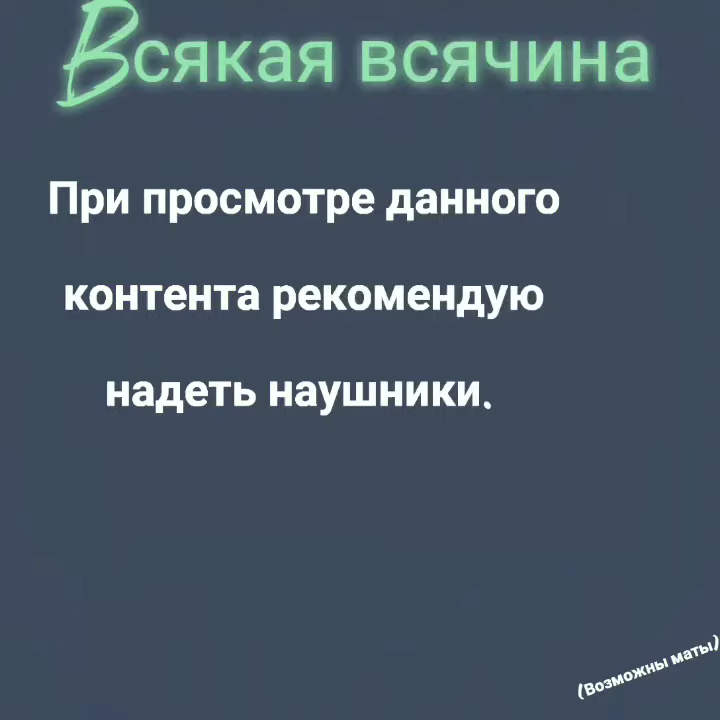 Всякая всячина
При просмотре данного
контента рекомендую
надеть наушники.
(Возможны маты)